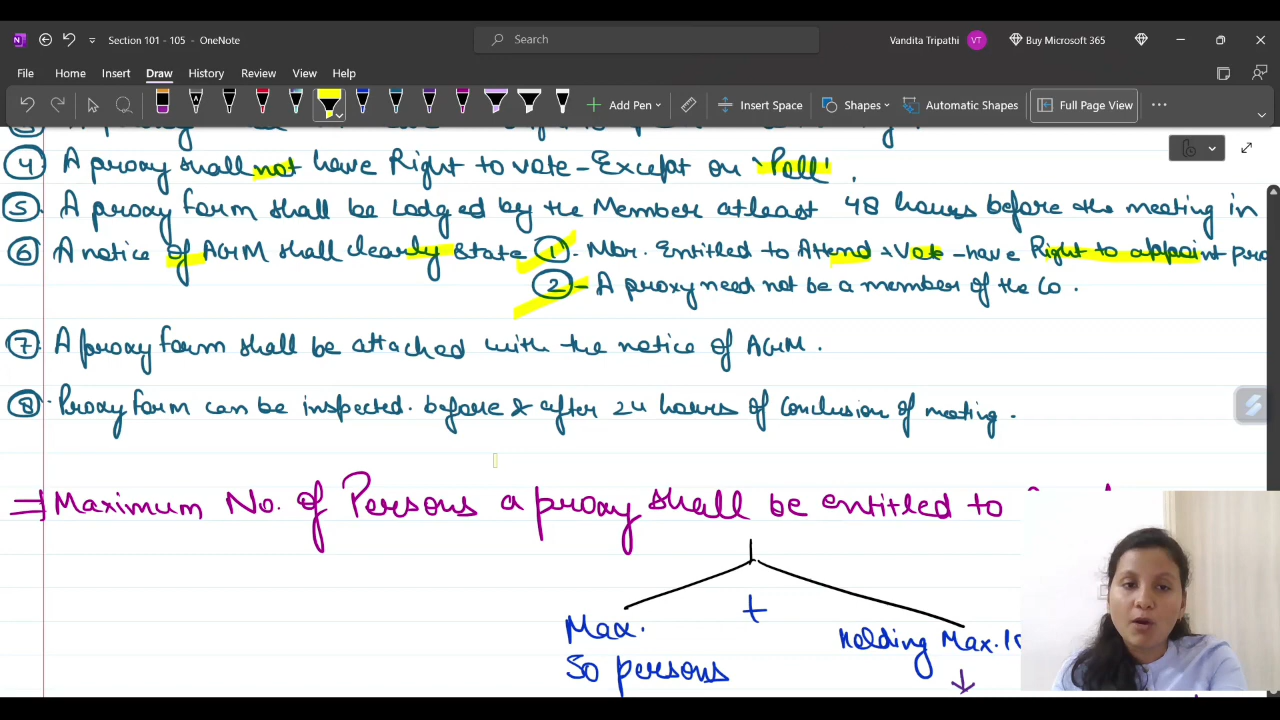 Section 101 - 105 - OneNote
Search
Vandita Tripathi VT
Buy Microsoft 365
File Home Insert Draw History Review View Help
Add Pen
Insert Space
Shapes
Automatic Shapes
Full Page View
④ A proxy shall not have Right to vote - Except on 'Poll'.
⑤ A proxy form shall be Lodged by the Member atleast 48 hours before the meeting in
⑥ A notice of AGM shall clearly state ① Mbr. Entitled to Attend & Vote - have Right to appoint
② - A proxy need not be a member of the Co.
⑦ A proxy form shall be attached with the notice of AGM.
⑧ Proxy form can be inspected. before & after 24 hours of Conclusion of meeting.
⇒ Maximum No. of Persons a proxy shall be entitled to
+
Max. 
50 persons
Holding Max.